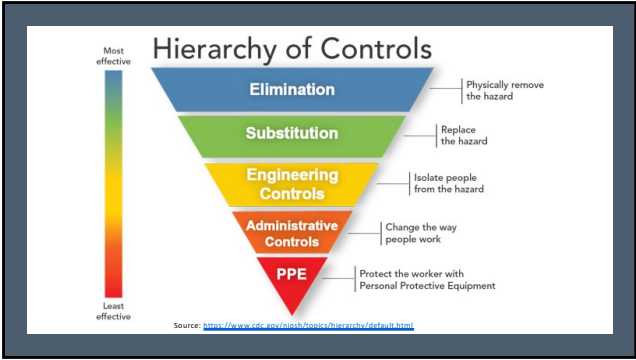 Hierarchy of Controls
Most
effective
Elimination
Physically remove
the hazard
Substitution
Replace
the hazard
Engineering
Controls
Isolate people
from the hazard
Administrative
Controls
Change the way
people work
PPE
Protect the worker with
Personal Protective Equipment
Least
effective
Source: https://www.cdc.gov/niosh/topics/hierarchy/default.html